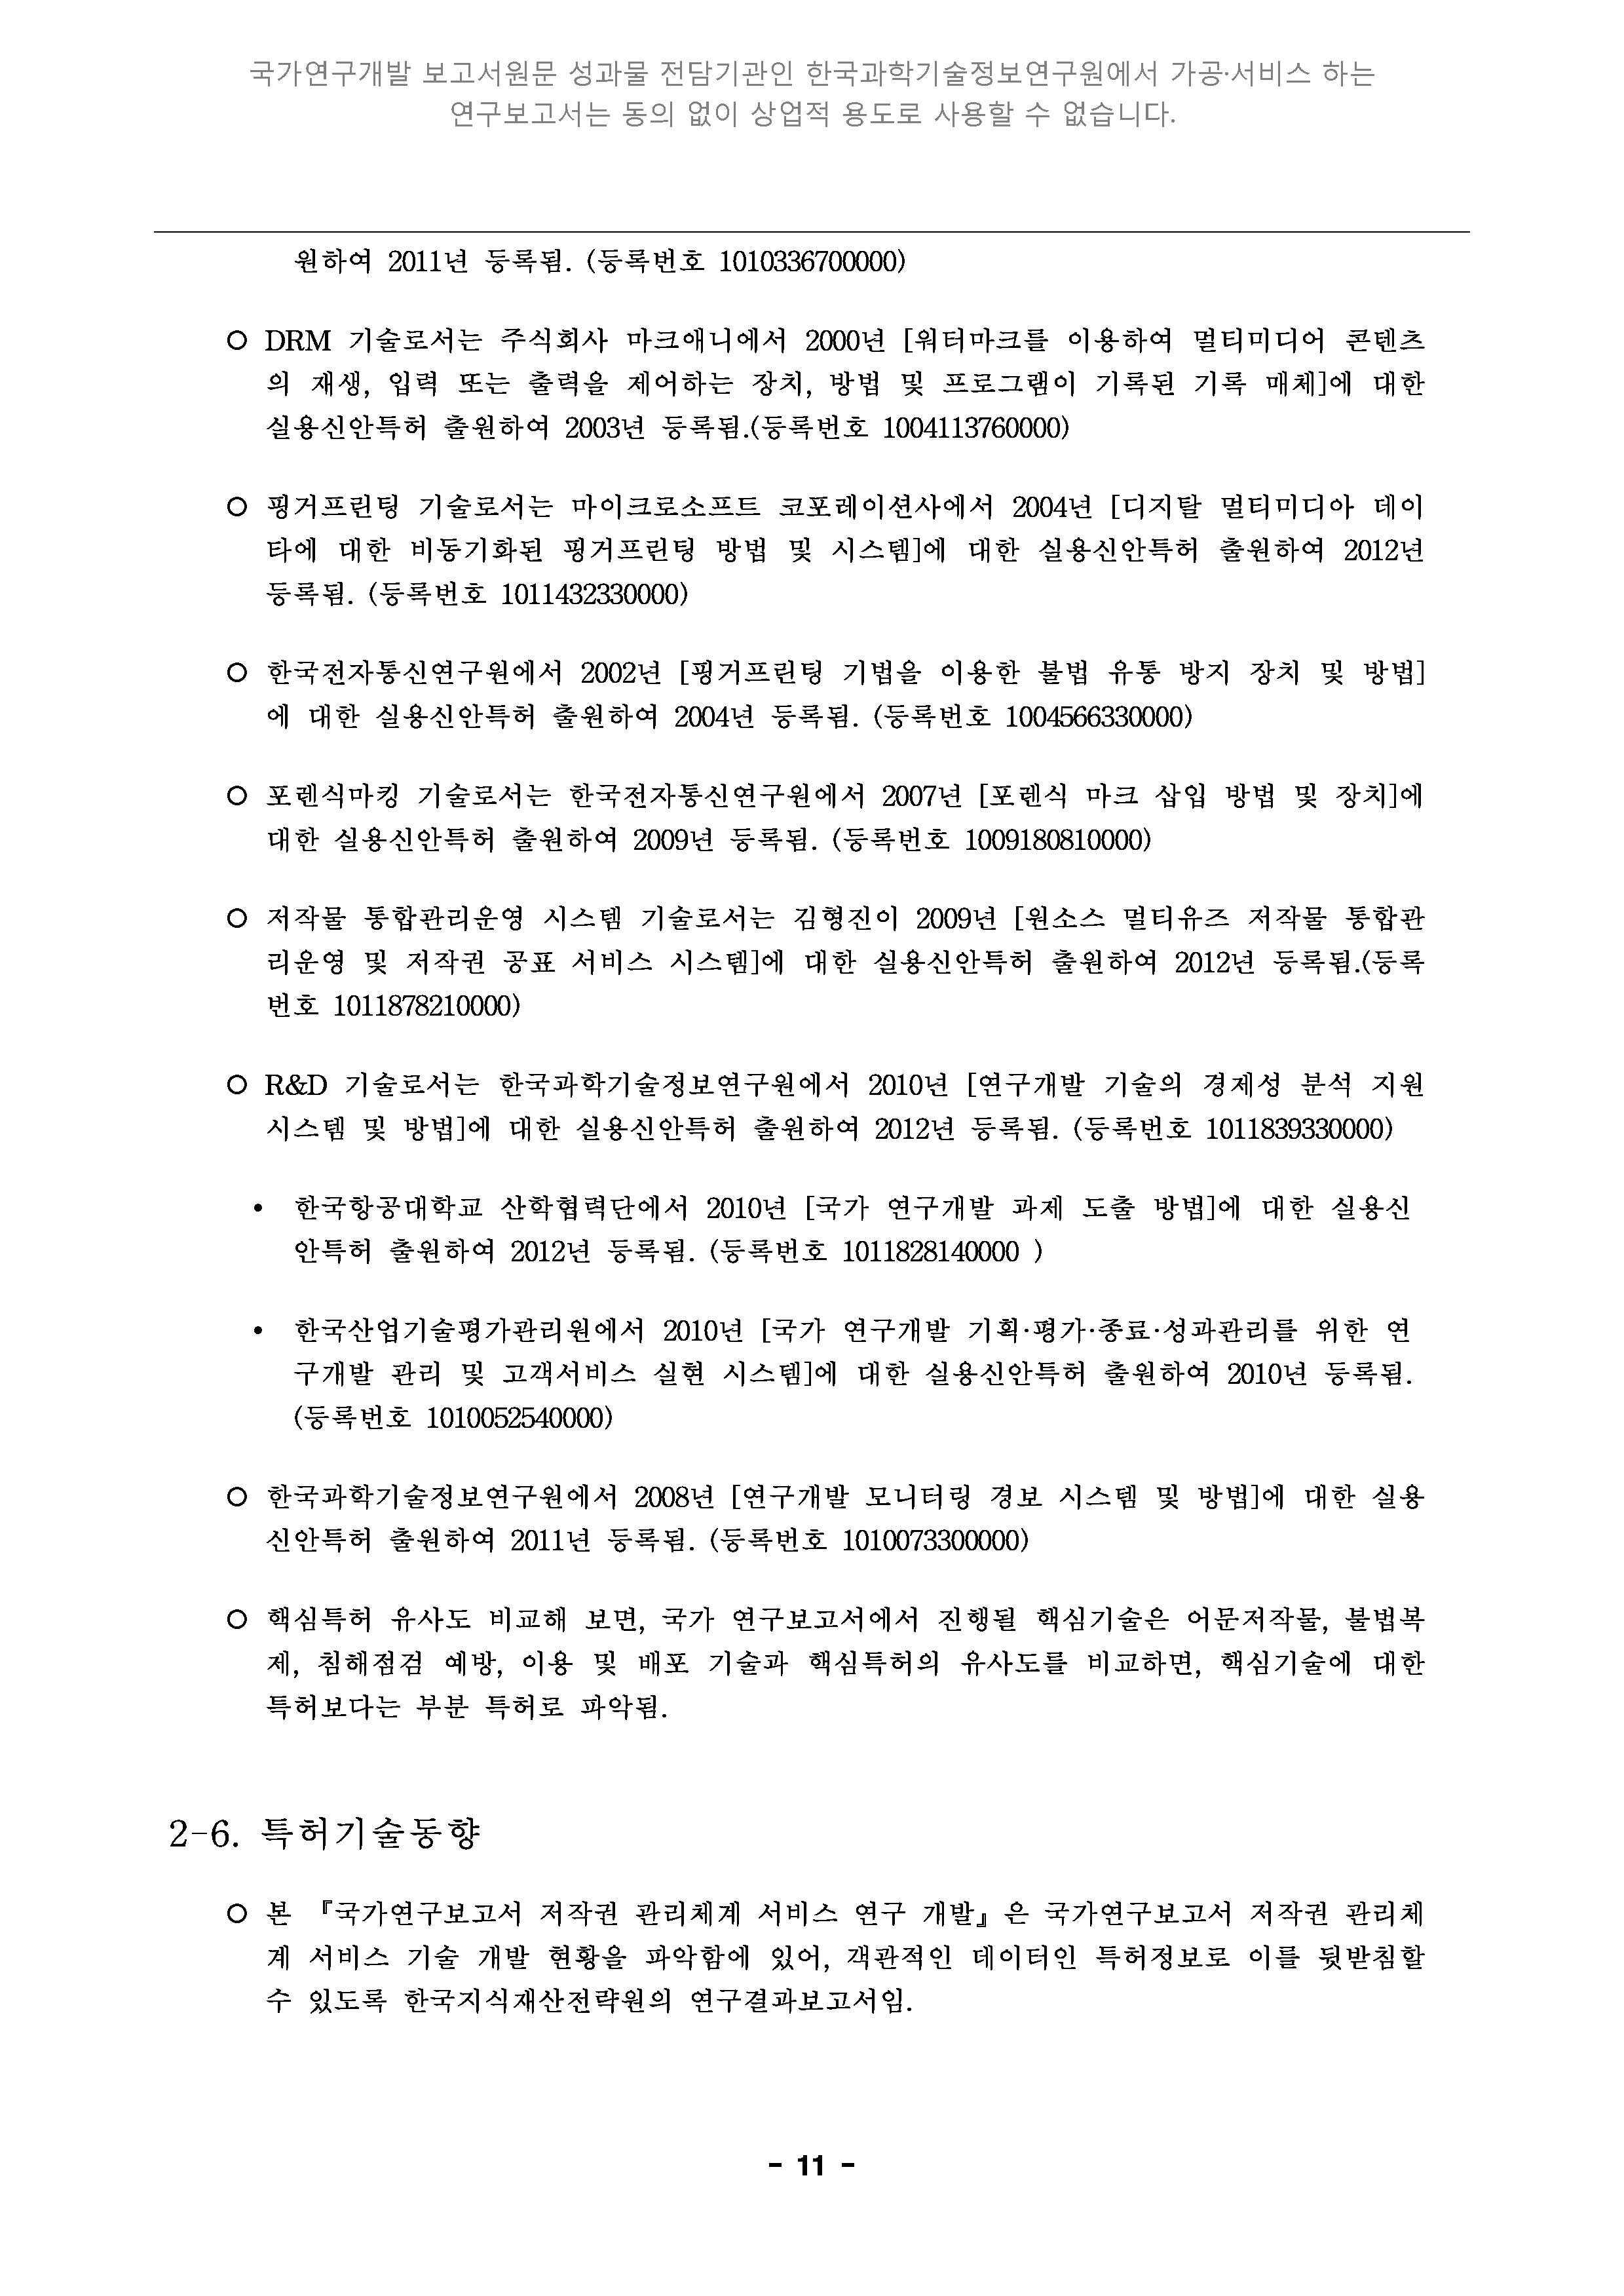 국가연구개발 보고서원문 성과물 전담기관인 한국과학기술정보연구원에서 가공·서비스 하는
연구보고서는 동의 없이 상업적 용도로 사용할 수 없습니다.
원하여 2011년 등록됨. (등록번호 1010336700000)
○ DRM 기술로서는 주식회사 마크애니에서 2000년 [워터마크를 이용하여 멀티미디어 콘텐츠
의 재생, 입력 또는 출력을 제어하는 장치, 방법 및 프로그램이 기록된 기록 매체]에 대한
실용신안특허 출원하여 2003년 등록됨.(등록번호 1004113760000)
○ 핑거프린팅 기술로서는 마이크로소프트 코포레이션사에서 2004년 [디지탈 멀티미디아 데이
타에 대한 비동기화된 핑거프린팅 방법 및 시스템]에 대한 실용신안특허 출원하여 2012년
등록됨. (등록번호 1011432330000)
○ 한국전자통신연구원에서 2002년 [핑거프린팅 기법을 이용한 불법 유통 방지 장치 및 방법]
에 대한 실용신안특허 출원하여 2004년 등록됨. (등록번호 1004566330000)
○ 포렌식마킹 기술로서는 한국전자통신연구원에서 2007년 [포렌식 마크 삽입 방법 및 장치]에
대한 실용신안특허 출원하여 2009년 등록됨. (등록번호 1009180810000)
○ 저작물 통합관리운영 시스템 기술로서는 김형진이 2009년 [원소스 멀티유즈 저작물 통합관
리운영 및 저작권 공표 서비스 시스템]에 대한 실용신안특허 출원하여 2012년 등록됨.(등록
번호 1011878210000)
○ R&D 기술로서는 한국과학기술정보연구원에서 2010년 [연구개발 기술의 경제성 분석 지원
시스템 및 방법]에 대한 실용신안특허 출원하여 2012년 등록됨. (등록번호 1011839330000)
• 한국항공대학교 산학협력단에서 2010년 [국가 연구개발 과제 도출 방법]에 대한 실용신
안특허 출원하여 2012년 등록됨. (등록번호 1011828140000 )
• 한국산업기술평가관리원에서 2010년 [국가 연구개발 기획·평가·종료·성과관리를 위한 연
구개발 관리 및 고객서비스 실현 시스템]에 대한 실용신안특허 출원하여 2010년 등록됨.
(등록번호 1010052540000)
○ 한국과학기술정보연구원에서 2008년 [연구개발 모니터링 경보 시스템 및 방법]에 대한 실용
신안특허 출원하여 2011년 등록됨. (등록번호 1010073300000)
○ 핵심특허 유사도 비교해 보면, 국가 연구보고서에서 진행될 핵심기술은 어문저작물, 불법복
제, 침해점검 예방, 이용 및 배포 기술과 핵심특허의 유사도를 비교하면, 핵심기술에 대한
특허보다는 부분 특허로 파악됨.
2-6. 특허기술동향
○ 본 『국가연구보고서 저작권 관리체계 서비스 연구 개발』은 국가연구보고서 저작권 관리체
계 서비스 기술 개발 현황을 파악함에 있어, 객관적인 데이터인 특허정보로 이를 뒷받침할
수 있도록 한국지식재산전략원의 연구결과보고서임.
- 11 -